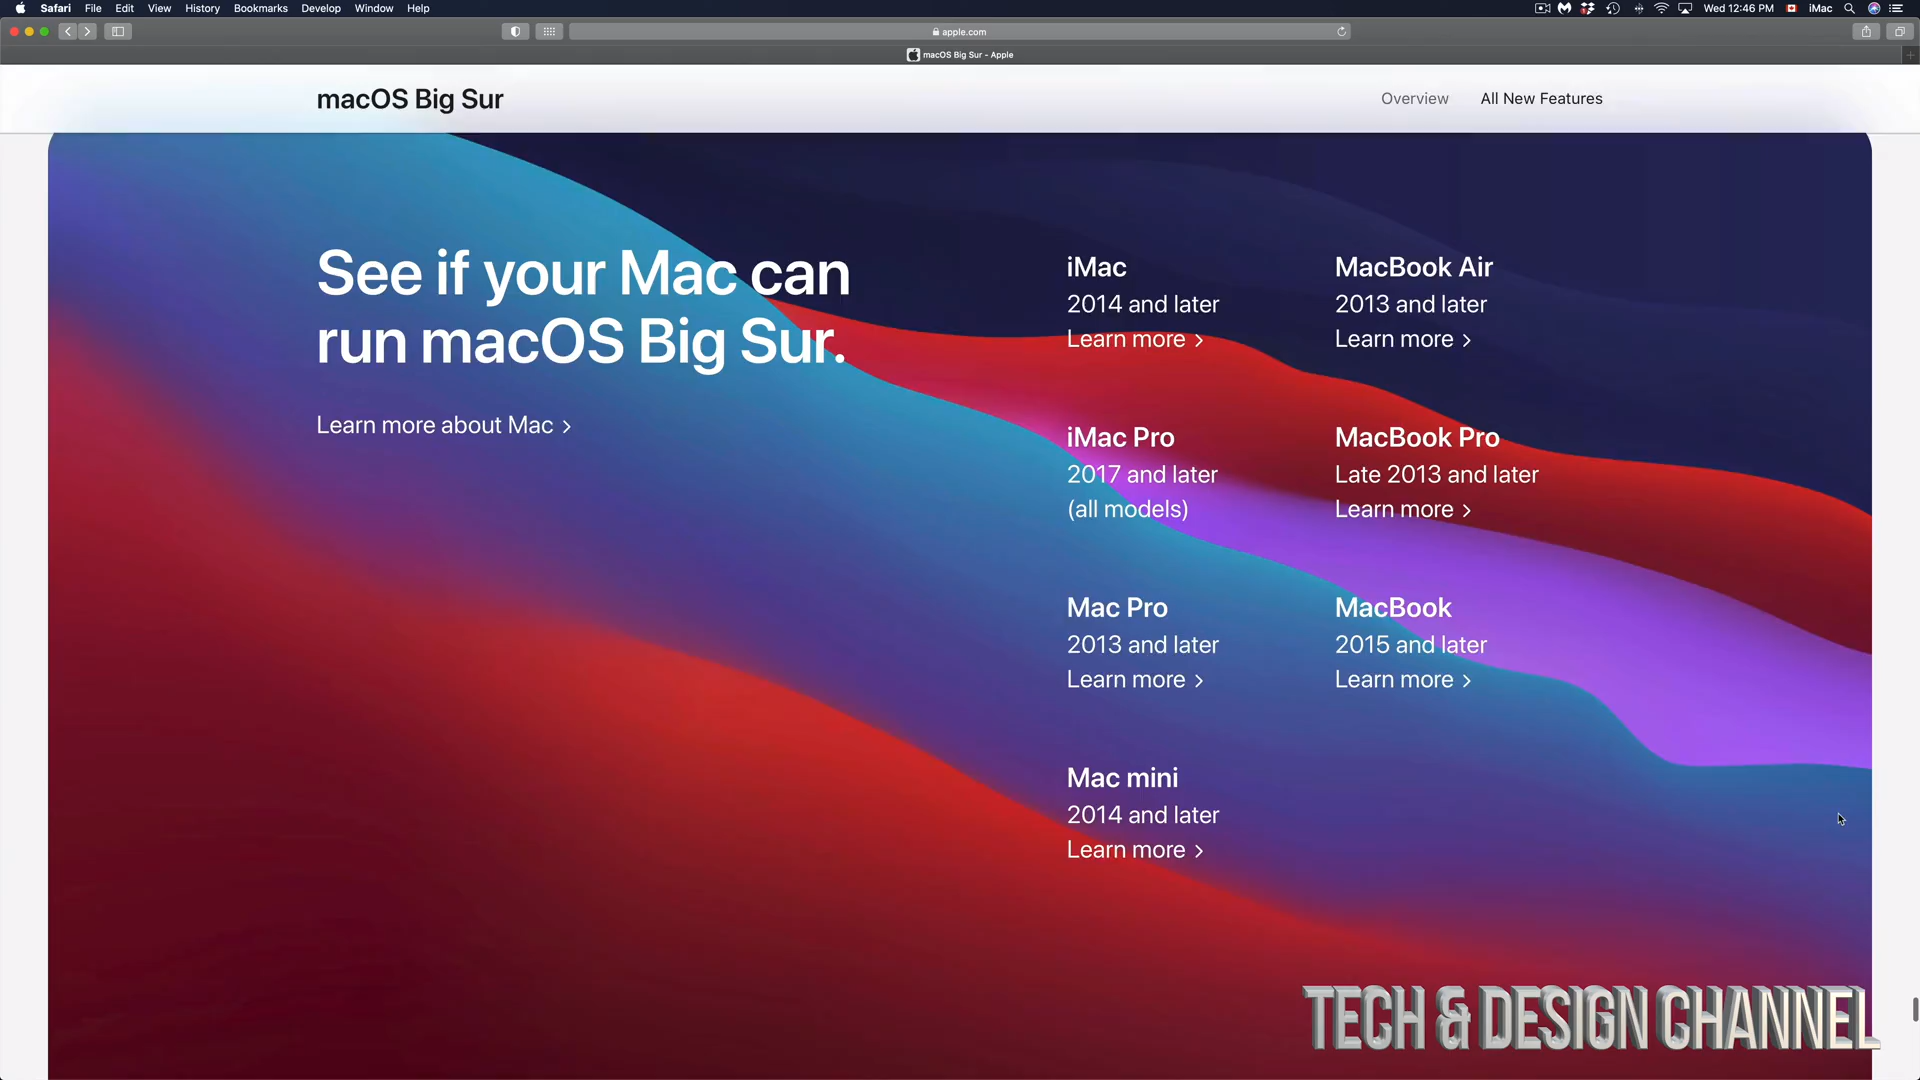 Safari File Edit View History Bookmarks Develop Window Help Wed 12:46 PM iMac
apple.com
macOS Big Sur - Apple
macOS Big Sur
Overview
All New Features
See if your Mac can
run macOS Big Sur.
Learn more about Mac >
iMac
2014 and later
Learn more >
MacBook Air
2013 and later
Learn more >
iMac Pro
2017 and later
(all models)
MacBook Pro
Late 2013 and later
Learn more >
Mac Pro
2013 and later
Learn more >
MacBook
2015 and later
Learn more >
Mac mini
2014 and later
Learn more >
TECH & DESIGN CHANNEL